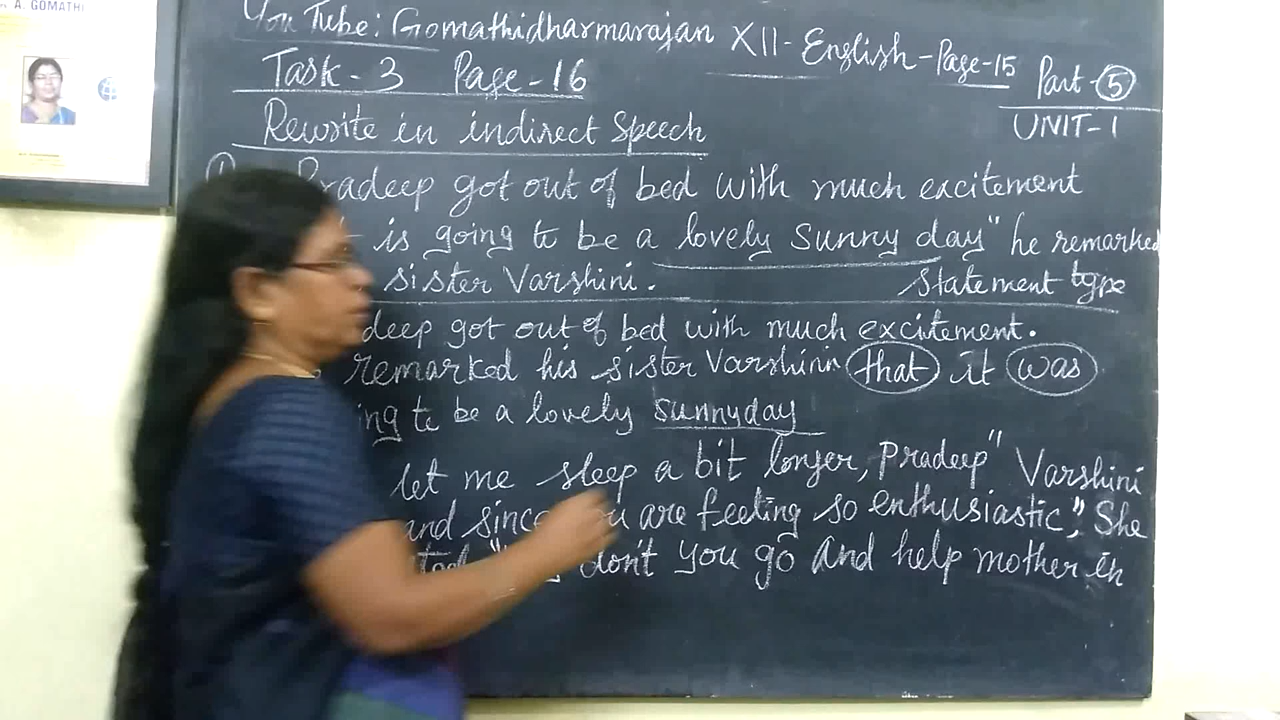 A. GOMATHI
YouTube: Gomathidharmarajan XII - English - Page-15
Part-⑤
Task-3 Page-16
UNIT-1
Rewrite in indirect Speech
① Pradeep got out of bed with much excitement
is going to be a lovely Sunny day" he remarked
sister Varshini. Statement type
deep got out of bed with much excitement.
remarked his sister Varshini that it was
ing to be a lovely sunnyday
let me sleep a bit longer, Pradeep" Varshini
and since you are feeling so enthusiastic", She
don't you go and help mother in